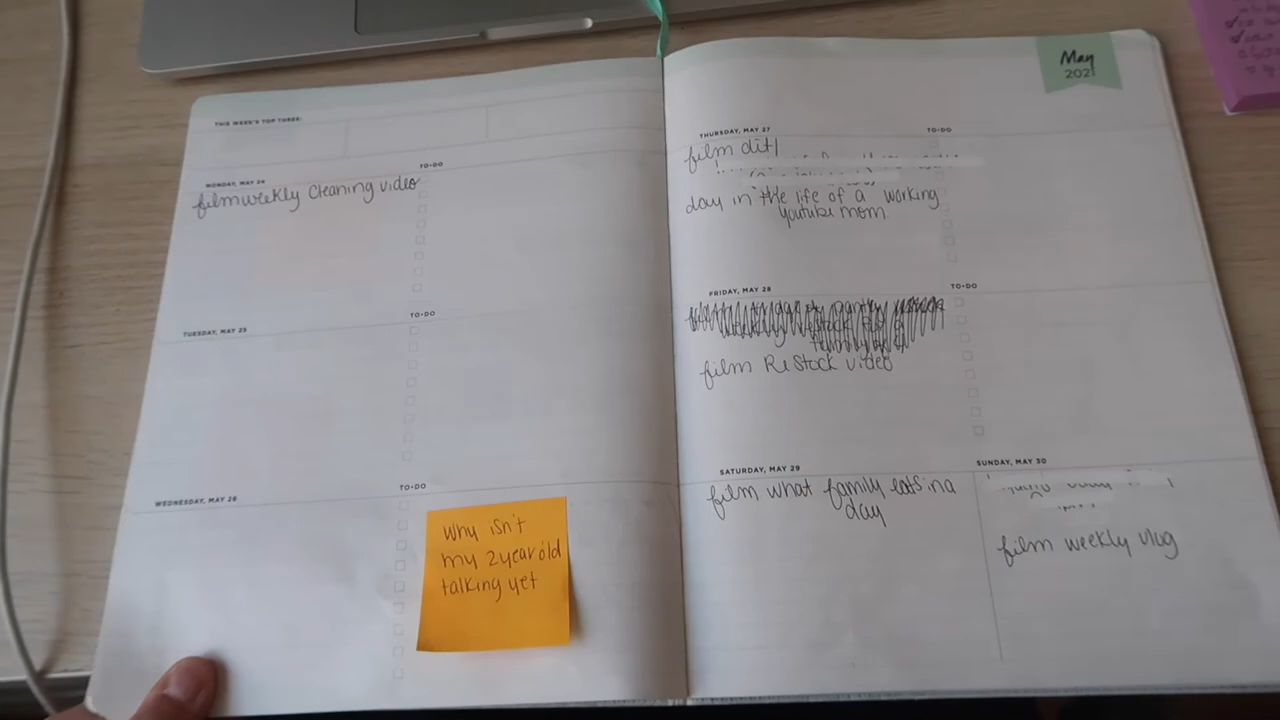 THIS WEEK'S TOP THREE:
MONDAY, MAY 24
TO-DO
film weekly Cleaning video
TUESDAY, MAY 25
TO-DO
WEDNESDAY, MAY 26
TO-DO
Why isn't
my 2 year old
talking yet
May
2021
THURSDAY, MAY 27
TO-DO
film ditl
day in the life of a working
youtube mom
FRIDAY, MAY 28
TO-DO
film ReStock video
SATURDAY, MAY 29
film what family eats in a
day
SUNDAY, MAY 30
film weekly vlog